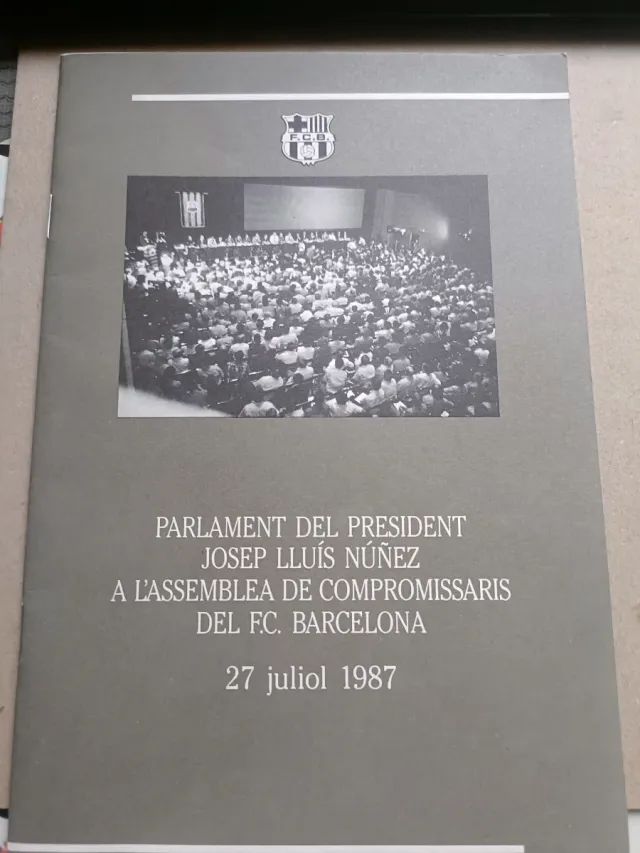 F.C.B.
PARLAMENT DEL PRESIDENT
JOSEP LLUÍS NÚÑEZ
A L'ASSEMBLEA DE COMPROMISSARIS
DEL F.C. BARCELONA
27 juliol 1987